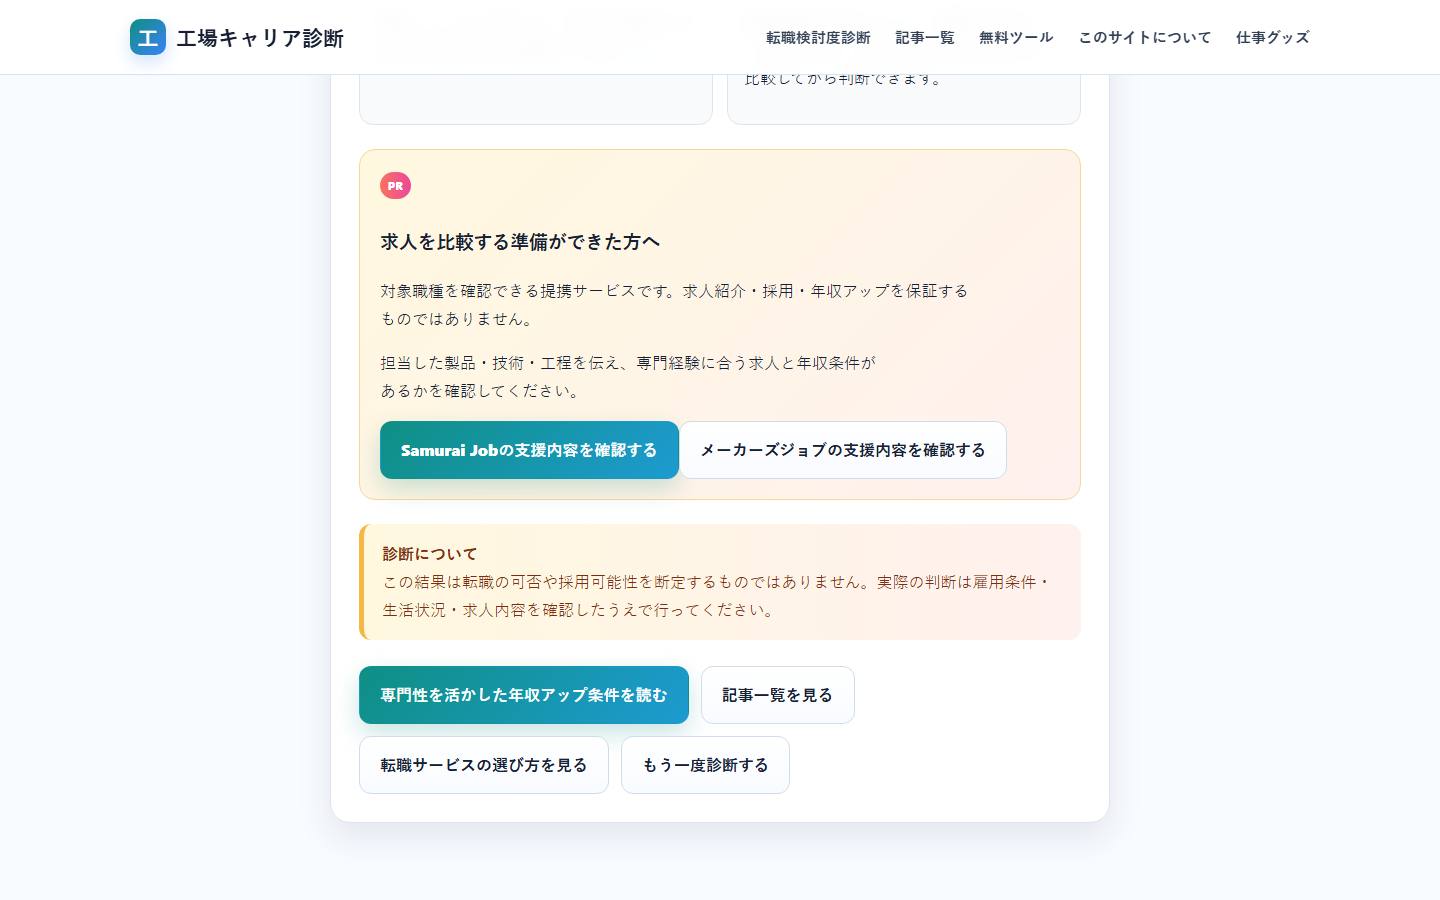 工 工場キャリア診断
転職検討度診断 記事一覧 無料ツール このサイトについて 仕事グッズ
比較してから判断できます。
PR
求人を比較する準備ができた方へ
対象職種を確認できる提携サービスです。求人紹介・採用・年収アップを保証する
ものではありません。
担当した製品・技術・工程を伝え、専門経験に合う求人と年収条件が
あるかを確認してください。
Samurai Jobの支援内容を確認する メーカーズジョブの支援内容を確認する
診断について
この結果は転職の可否や採用可能性を断定するものではありません。実際の判断は雇用条件・
生活状況・求人内容を確認したうえで行ってください。
専門性を活かした年収アップ条件を読む 記事一覧を見る
転職サービスの選び方を見る もう一度診断する